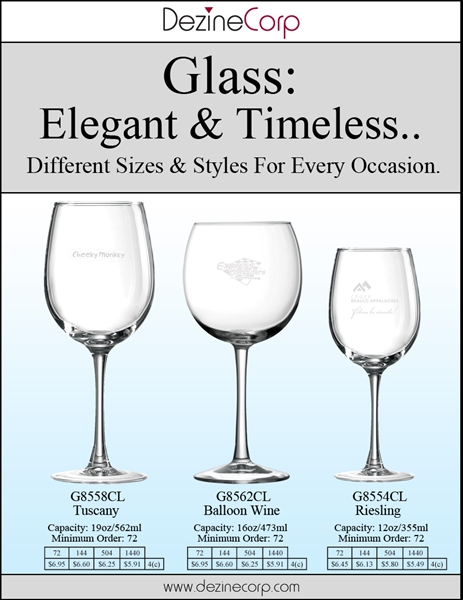 DezineCorp
Glass:
Elegant & Timeless..
Different Sizes & Styles For Every Occasion.
Cheeky Monkey
G8558CL
Tuscany
Capacity: 19oz/562ml
Minimum Order: 72
72 144 504 1440
$6.95 $6.60 $6.25 $5.91 4(c)
G8562CL
Balloon Wine
Capacity: 16oz/473ml
Minimum Order: 72
72 144 504 1440
$6.95 $6.60 $6.25 $5.91 4(c)
G8554CL
Riesling
Capacity: 12oz/355ml
Minimum Order: 72
72 144 504 1440
$6.45 $6.13 $5.80 $5.49 4(c)
www.dezinecorp.com